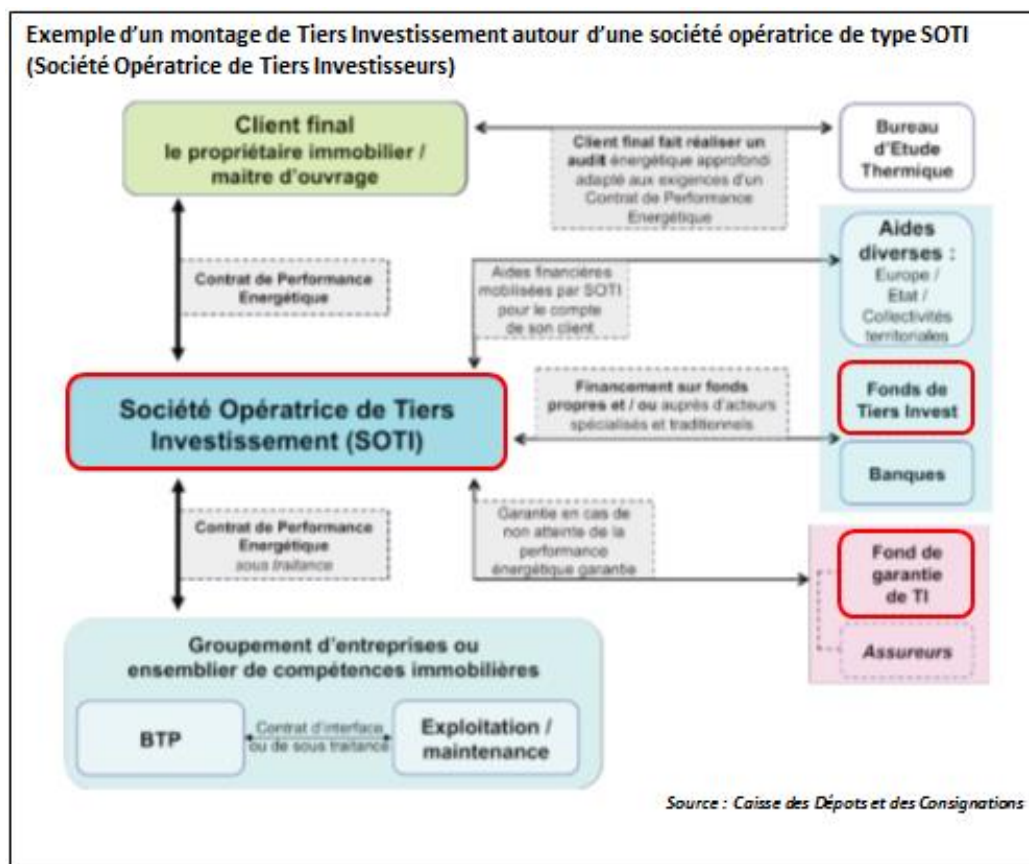 Exemple d'un montage de Tiers Investissement autour d'une société opératrice de type SOTI
(Société Opératrice de Tiers Investisseurs)
Client final
le propriétaire immobilier /
maitre d'ouvrage
Client final fait réaliser un
audit énergétique approfondi
adapté aux exigences d'un
Contrat de Performance
Energétique
Bureau
d'Etude
Thermique
Contrat de Performance
Energétique
Aides financières
mobilisées par SOTI
pour le compte
de son client
Aides
diverses :
Europe /
Etat /
Collectivités
territoriales
Société Opératrice de Tiers
Investissement (SOTI)
Financement sur fonds
propres et / ou auprès d'acteurs
spécialisés et traditionnels
Fonds de
Tiers Invest
Banques
Contrat de Performance
Energétique
sous traitance
Garantie en cas de
non atteinte de la
performance
énergétique garantie
Fond de
garantie
de TI
Assureurs
Groupement d'entreprises ou
ensemblier de compétences immobilières
BTP
Contrat d'interface
ou de sous traitance
Exploitation /
maintenance
Source : Caisse des Dépots et des Consignations